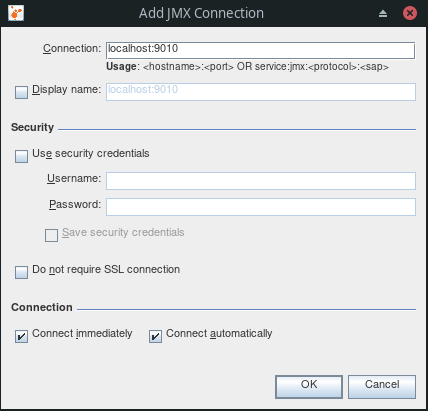 Add JMX Connection
Connection: localhost:9010
Usage: <hostname>:<port> OR service:jmx:<protocol>:<sap>
Display name: localhost:9010
Security
Use security credentials
Username:
Password:
Save security credentials
Do not require SSL connection
Connection
Connect immediately Connect automatically
OK Cancel